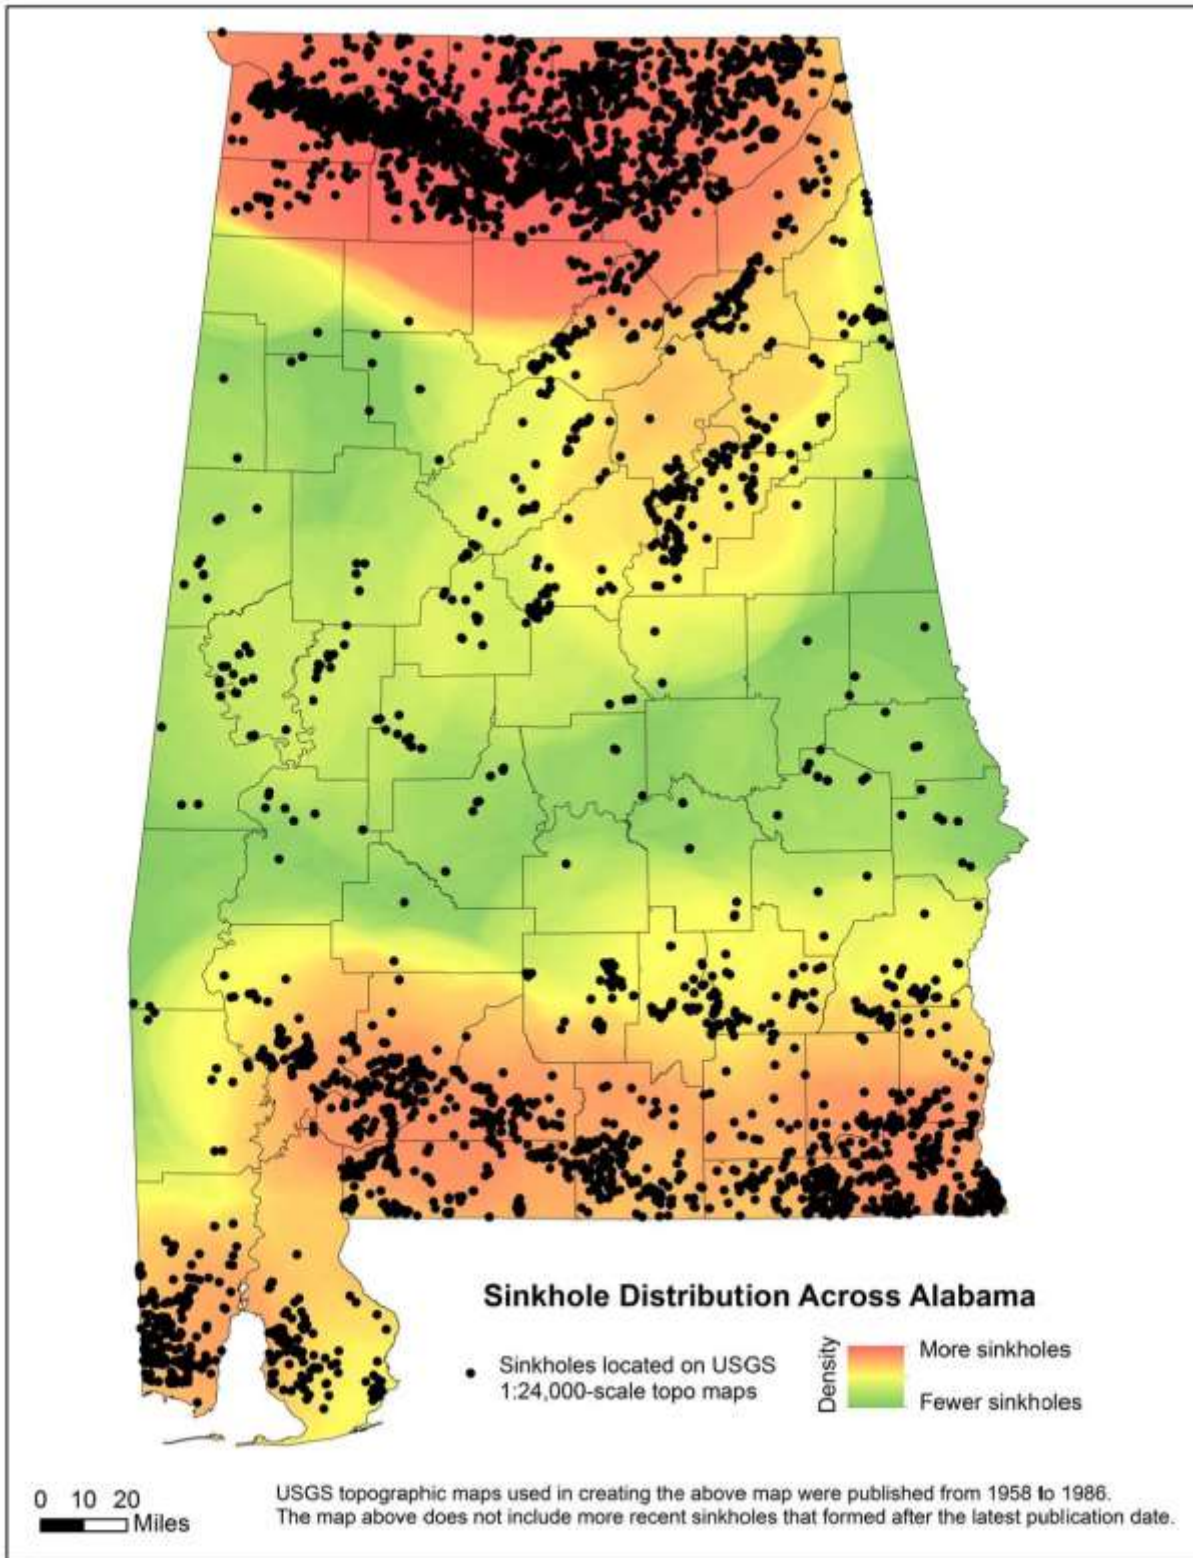 Sinkhole Distribution Across Alabama
Sinkholes located on USGS
1:24,000-scale topo maps
Density
More sinkholes
Fewer sinkholes
0 10 20
Miles
USGS topographic maps used in creating the above map were published from 1958 to 1986.
The map above does not include more recent sinkholes that formed after the latest publication date.